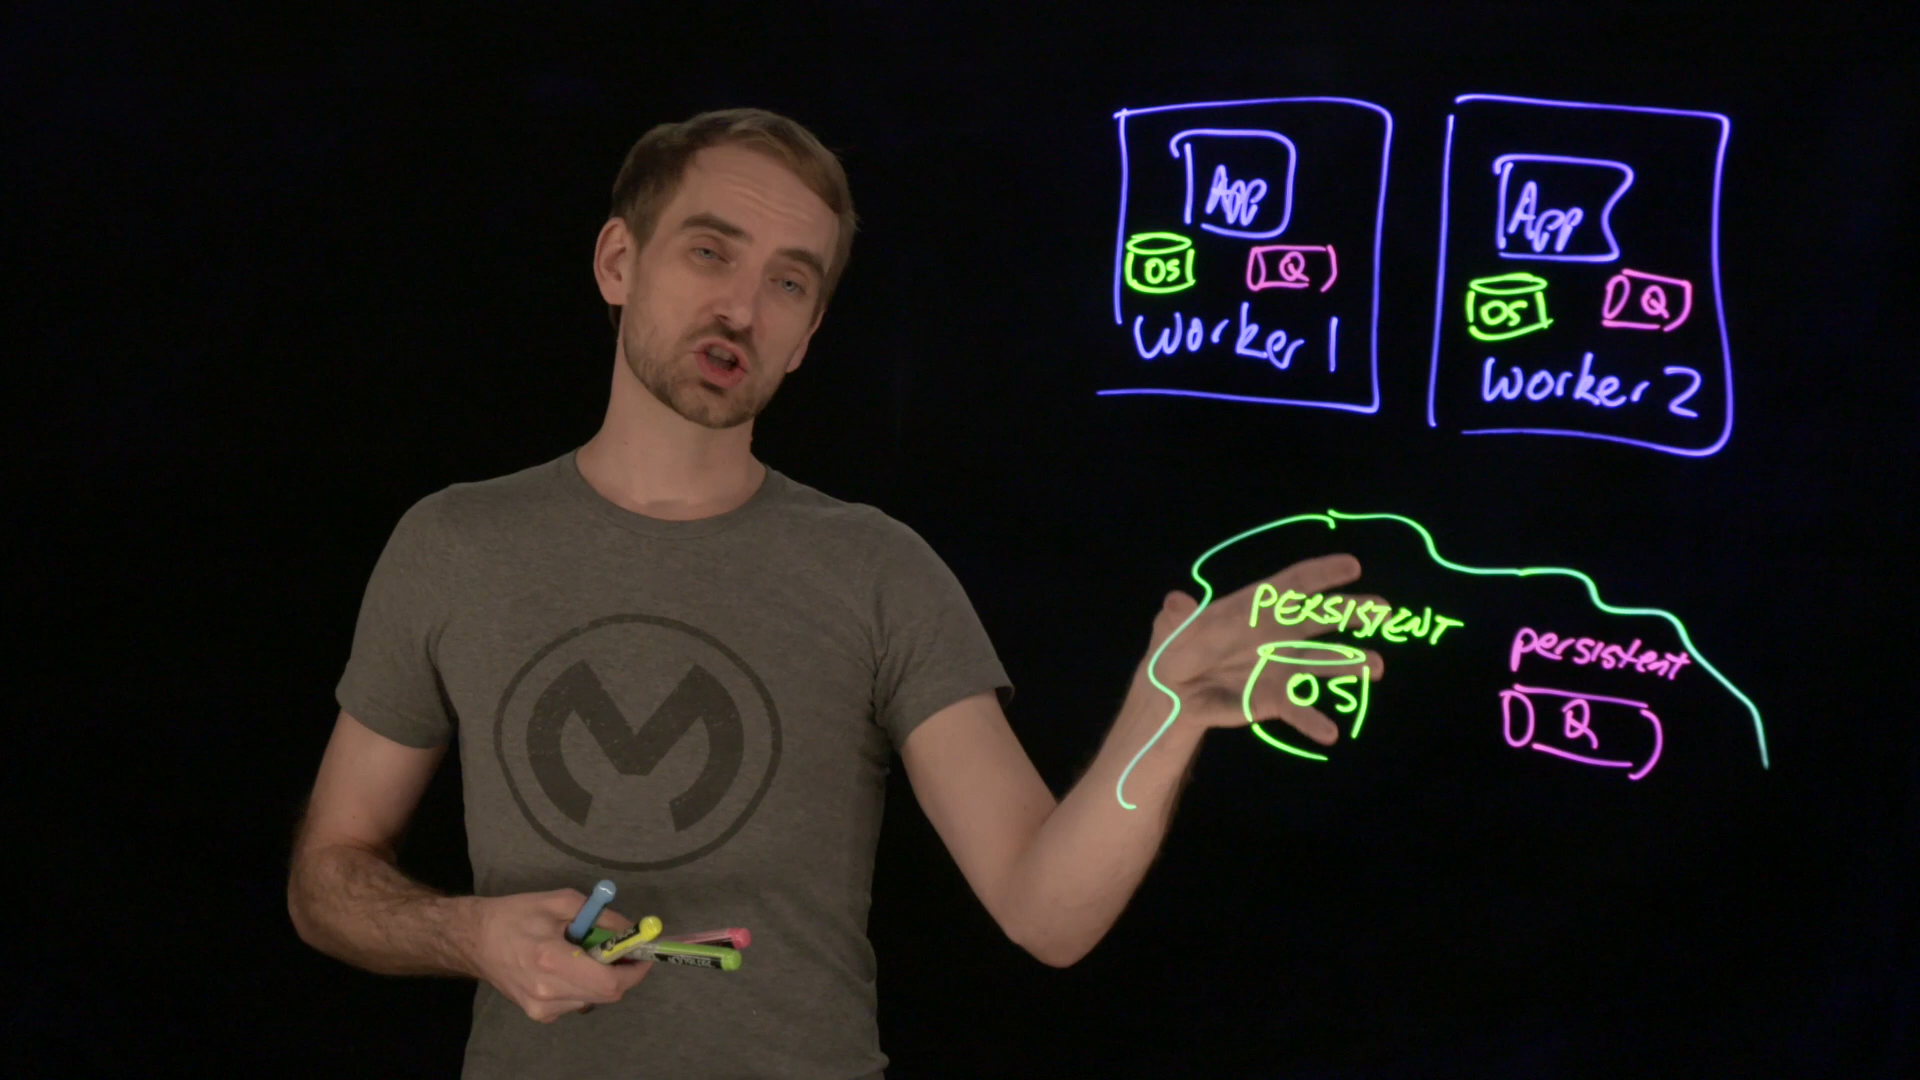 App
OS
Q
Worker 1
App
OS
Q
Worker 2
PERSISTENT
OS
persistent
Q
M